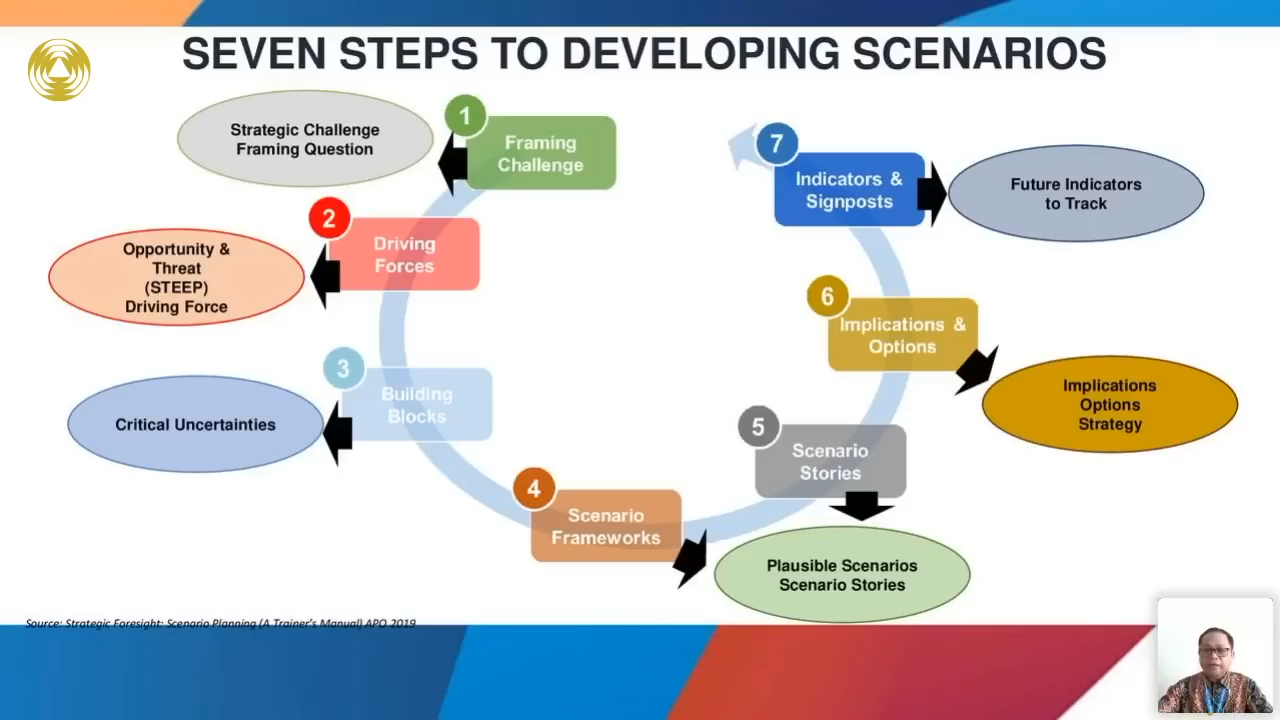 SEVEN STEPS TO DEVELOPING SCENARIOS
Strategic Challenge
Framing Question
1
Framing
Challenge
2
Driving
Forces
Opportunity &
Threat
(STEEP)
Driving Force
3
Building
Blocks
Critical Uncertainties
4
Scenario
Frameworks
5
Scenario
Stories
Plausible Scenarios
Scenario Stories
6
Implications &
Options
Implications
Options
Strategy
7
Indicators &
Signposts
Future Indicators
to Track
Source: Strategic Foresight: Scenario Planning (A Trainer's Manual) APO 2019